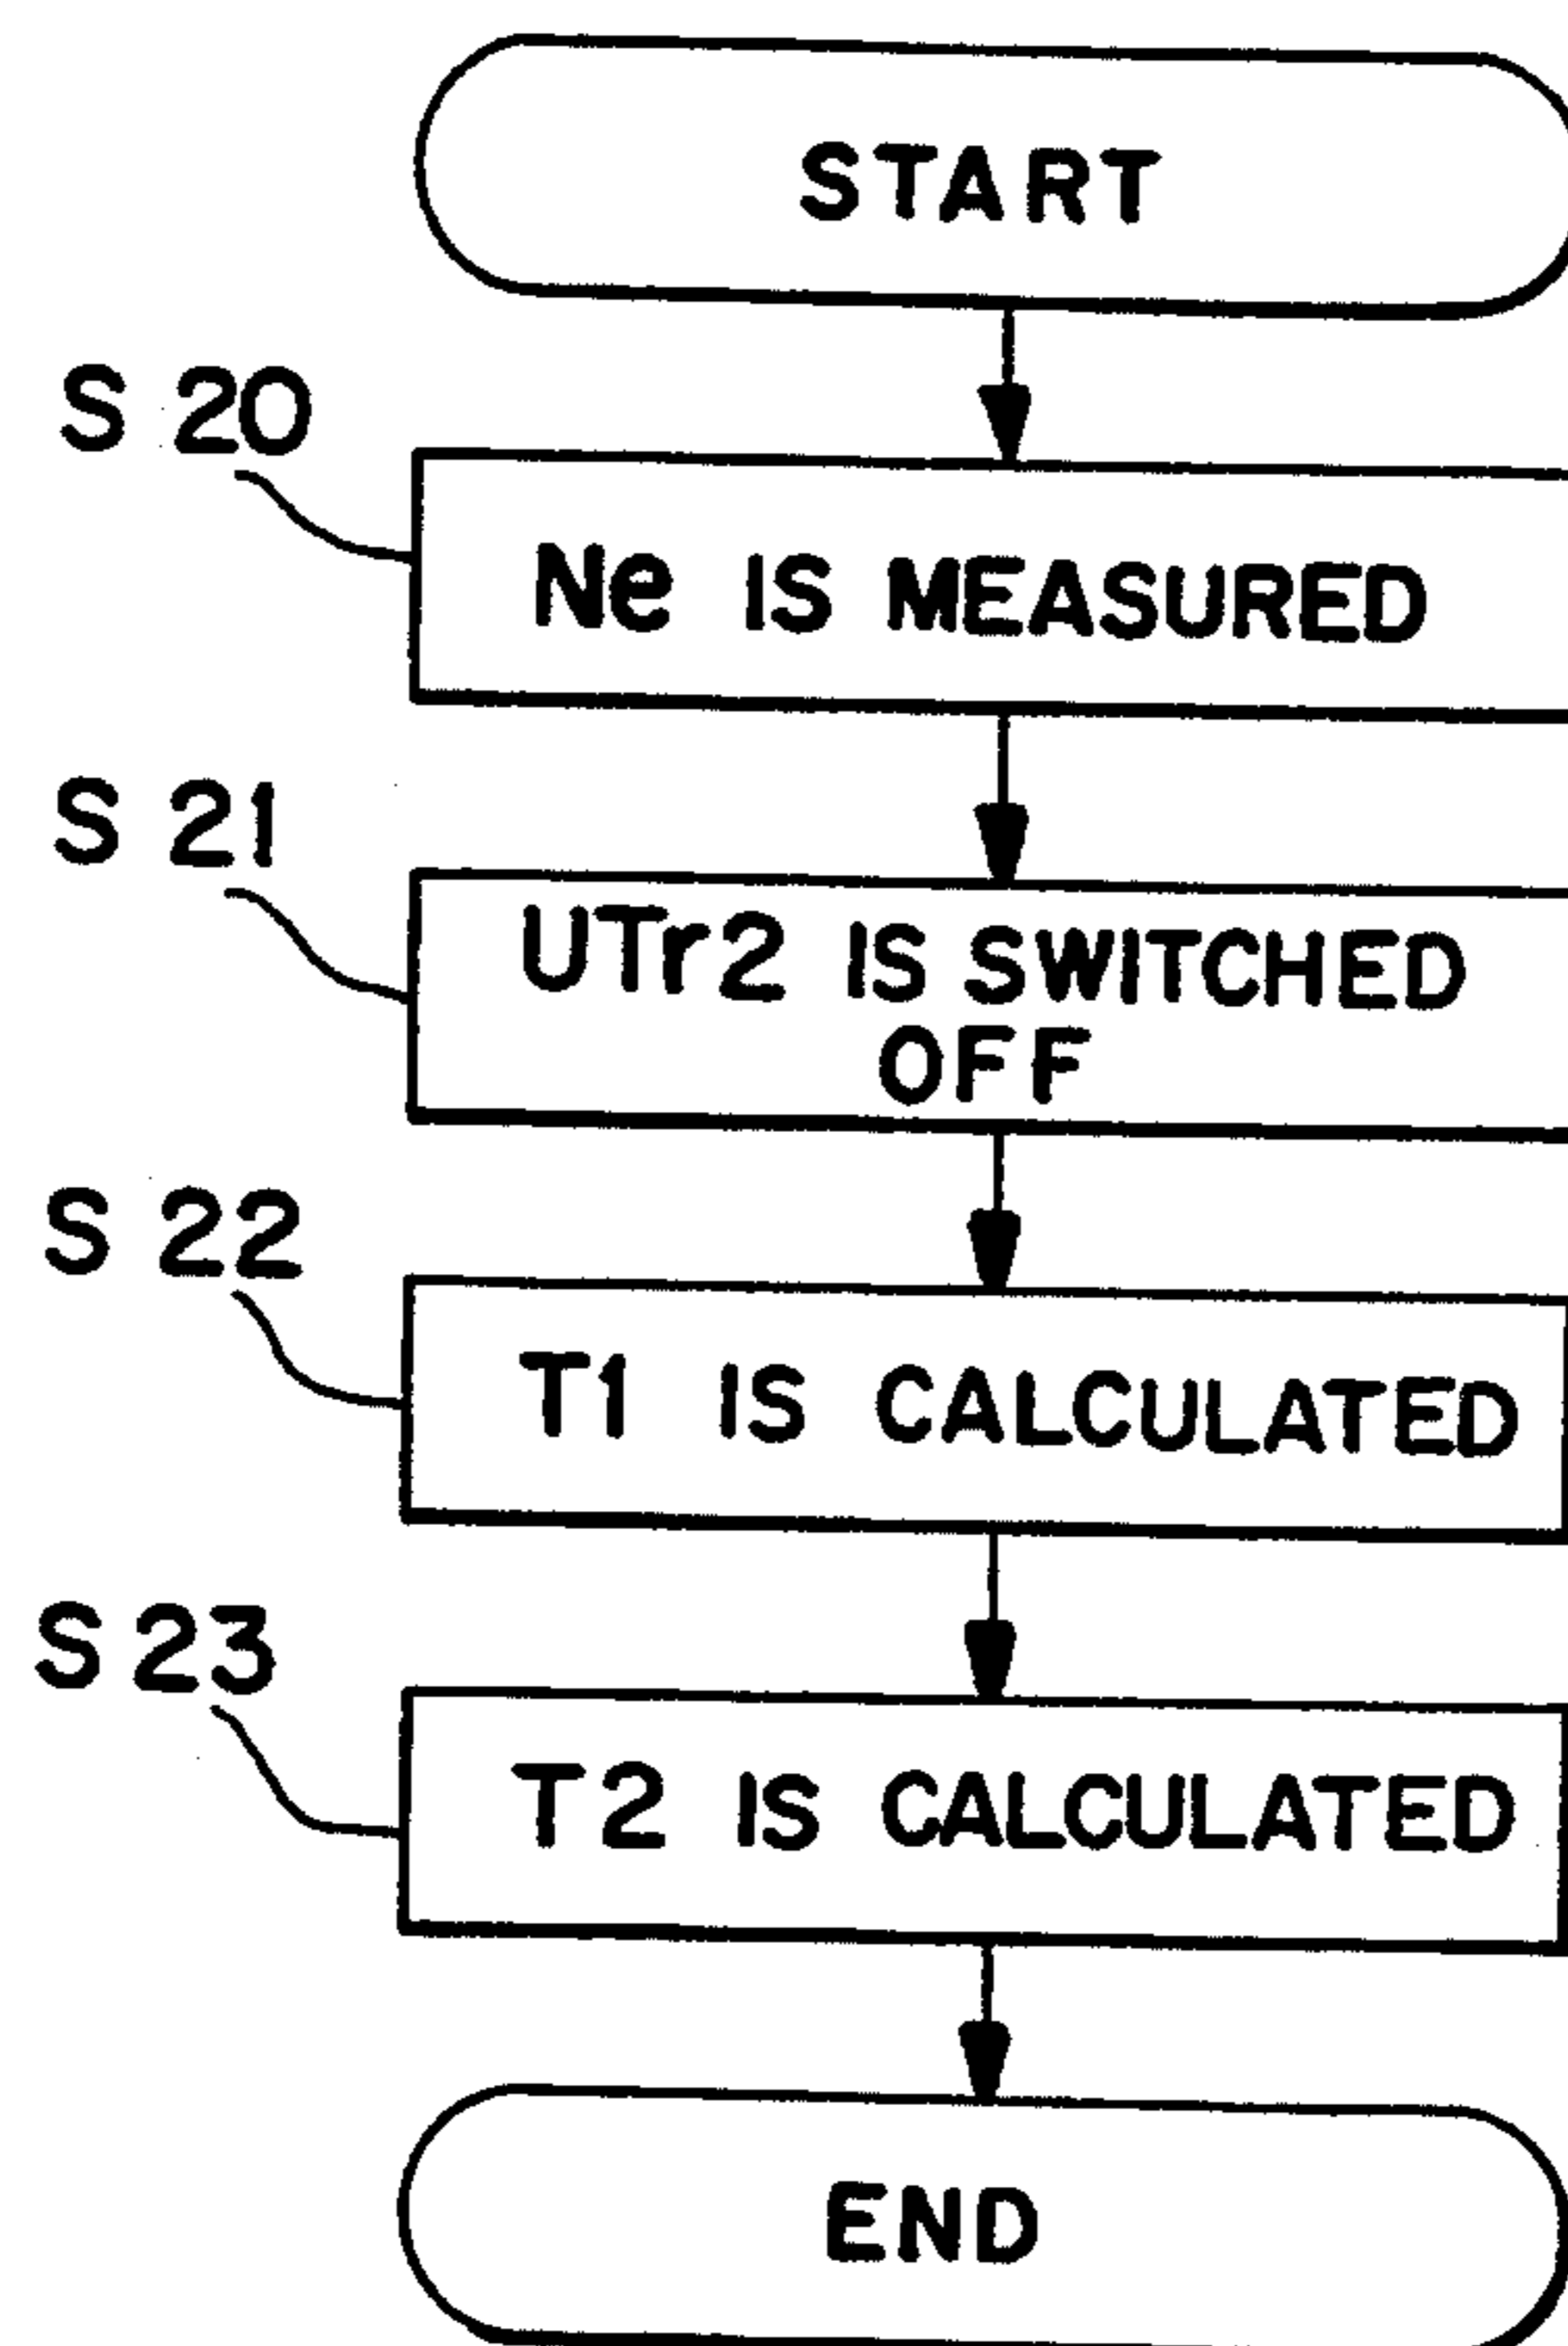 START
S 20
Ne IS MEASURED
S 21
UTr2 IS SWITCHED
OFF
S 22
T1 IS CALCULATED
S 23
T2 IS CALCULATED
END